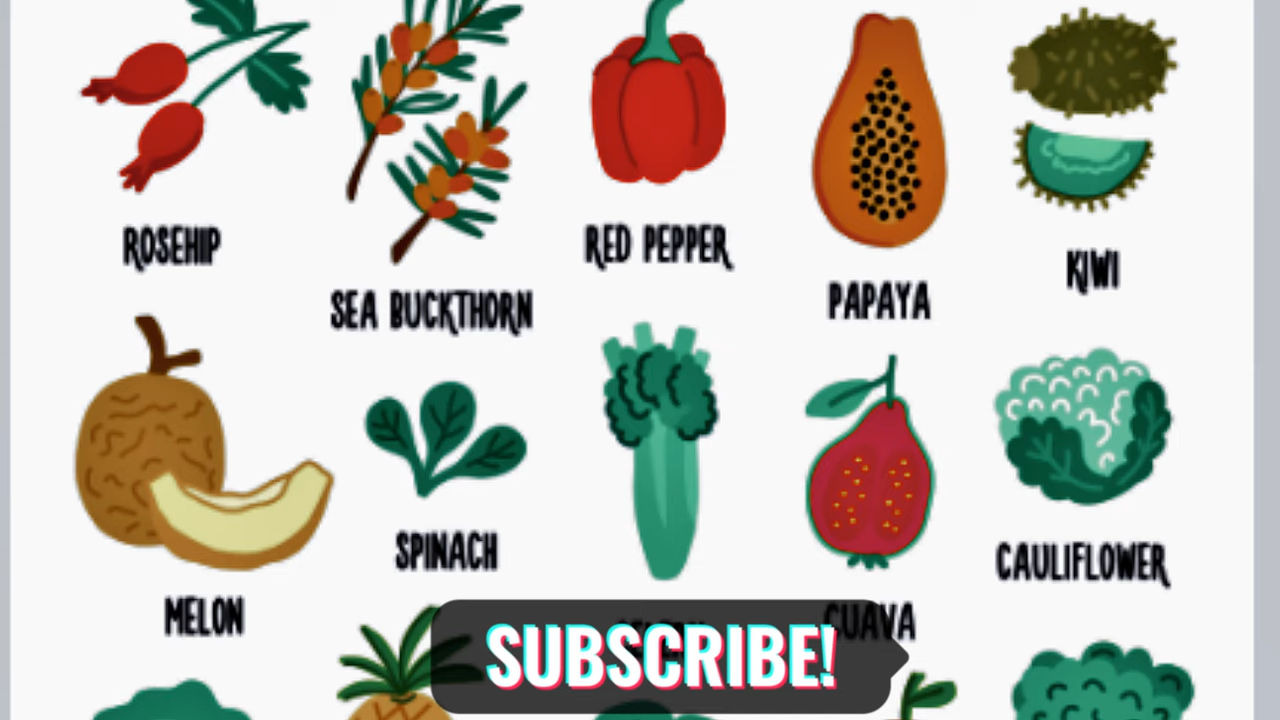 ROSEHIP
SEA BUCKTHORN
RED PEPPER
PAPAYA
KIWI
MELON
SPINACH
GUAVA
CAULIFLOWER
SUBSCRIBE!